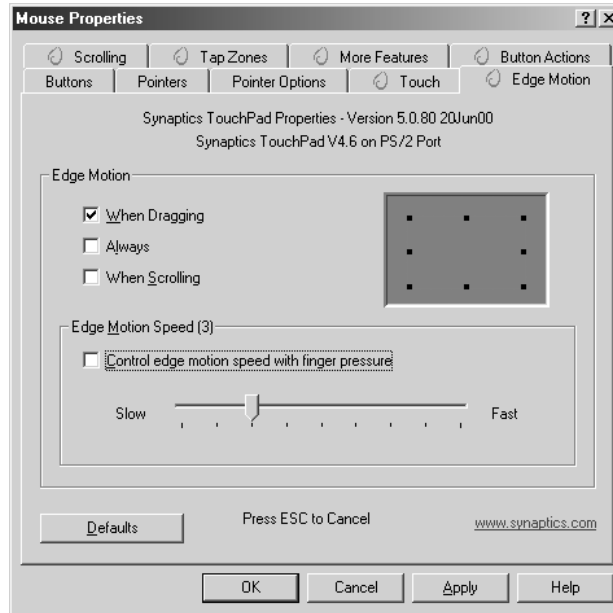 Mouse Properties
? x
Scrolling
Tap Zones
More Features
Button Actions
Buttons
Pointers
Pointer Options
Touch
Edge Motion
Synaptics TouchPad Properties - Version 5.0.80 20Jun00
Synaptics TouchPad V4.6 on PS/2 Port
Edge Motion
When Dragging
Always
When Scrolling
Edge Motion Speed (3)
Control edge motion speed with finger pressure
Slow
Fast
Defaults
Press ESC to Cancel
www.synaptics.com
OK
Cancel
Apply
Help